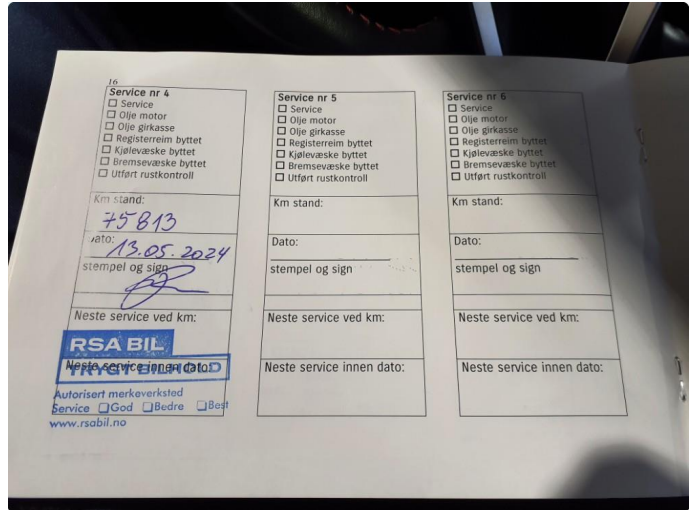 16
Service nr 4
☐ Service
☐ Olje motor
☐ Olje girkasse
☐ Registerreim byttet
☐ Kjølevæske byttet
☐ Bremsevæske byttet
☐ Utført rustkontroll
Km stand:
75813
Dato:
13.05.2024
stempel og sign
Neste service ved km:
RSA BIL
Neste service innen dato:
TRYGT BILHOLD
Autorisert merkeverksted
Service ☐ God ☐ Bedre ☐ Best
www.rsabil.no
Service nr 5
☐ Service
☐ Olje motor
☐ Olje girkasse
☐ Registerreim byttet
☐ Kjølevæske byttet
☐ Bremsevæske byttet
☐ Utført rustkontroll
Km stand:
Dato:
stempel og sign
Neste service ved km:
Neste service innen dato:
Service nr 6
☐ Service
☐ Olje motor
☐ Olje girkasse
☐ Registerreim byttet
☐ Kjølevæske byttet
☐ Bremsevæske byttet
☐ Utført rustkontroll
Km stand:
Dato:
stempel og sign
Neste service ved km:
Neste service innen dato: